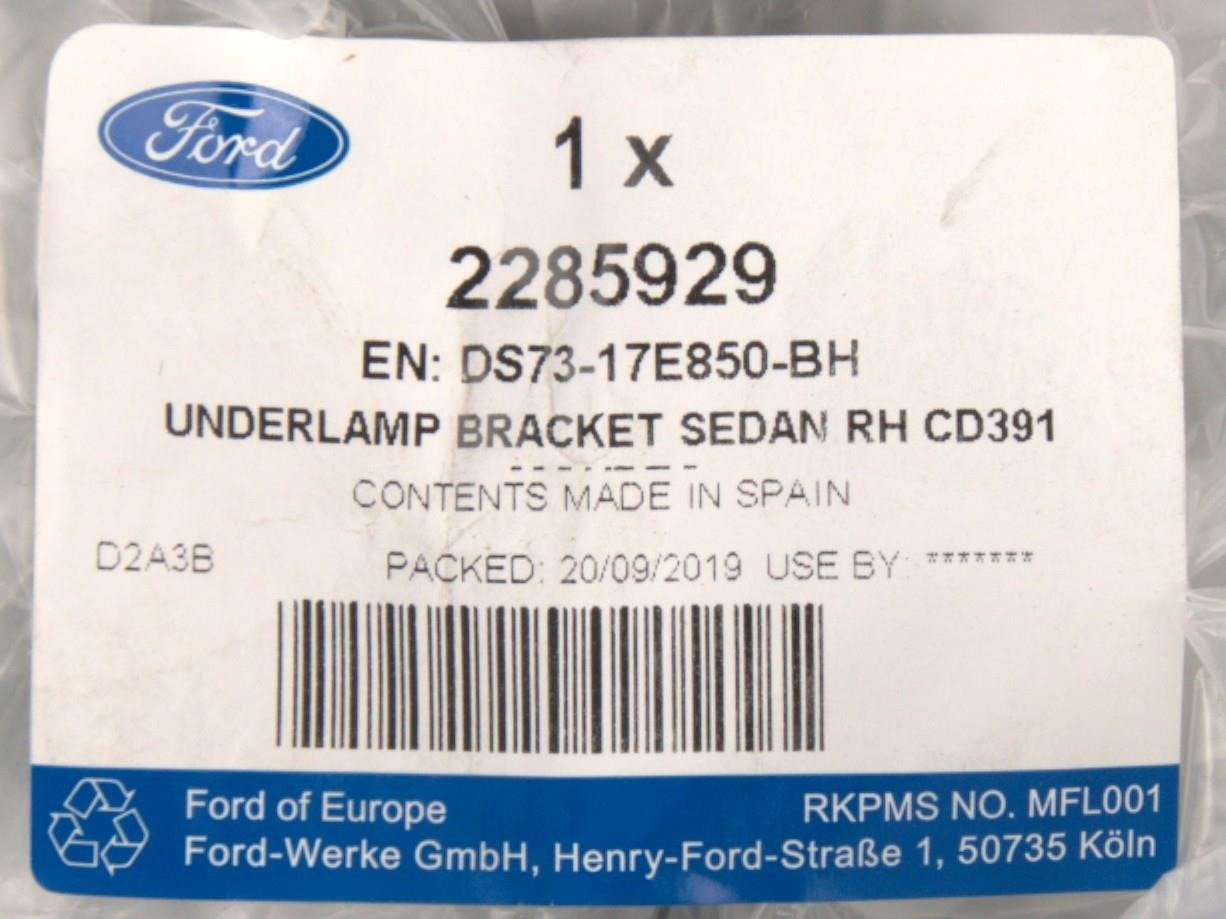 Ford
1 x
2285929
EN: DS73-17E850-BH
UNDERLAMP BRACKET SEDAN RH CD391
CONTENTS MADE IN SPAIN
D2A3B PACKED: 20/09/2019 USE BY: *******
Ford of Europe RKPMS NO. MFL001
Ford-Werke GmbH, Henry-Ford-Straße 1, 50735 Köln